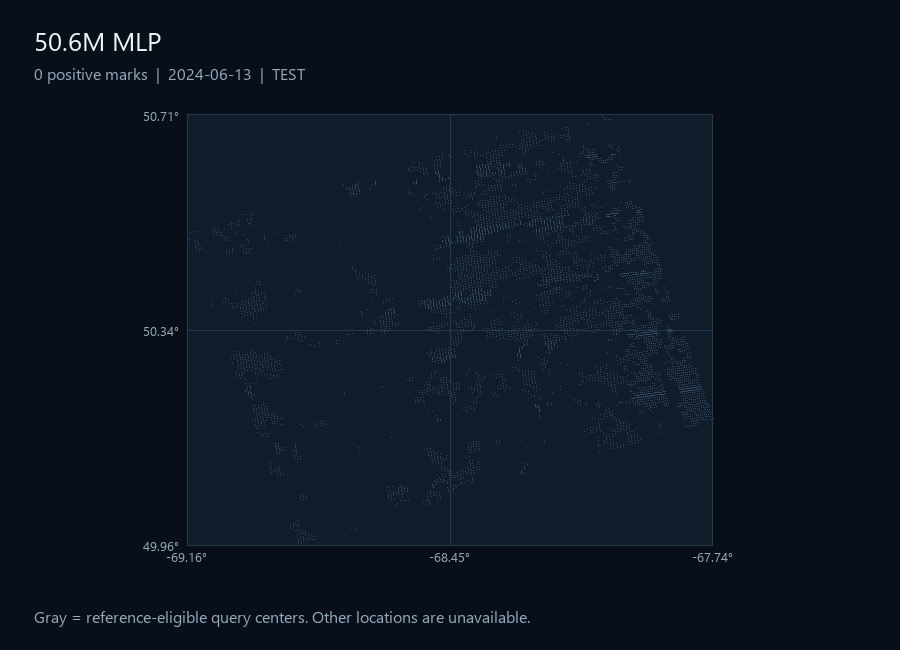 50.6M MLP
0 positive marks | 2024-06-13 | TEST
50.71°
50.34°
49.96°
-69.16°
-68.45°
-67.74°
Gray = reference-eligible query centers. Other locations are unavailable.